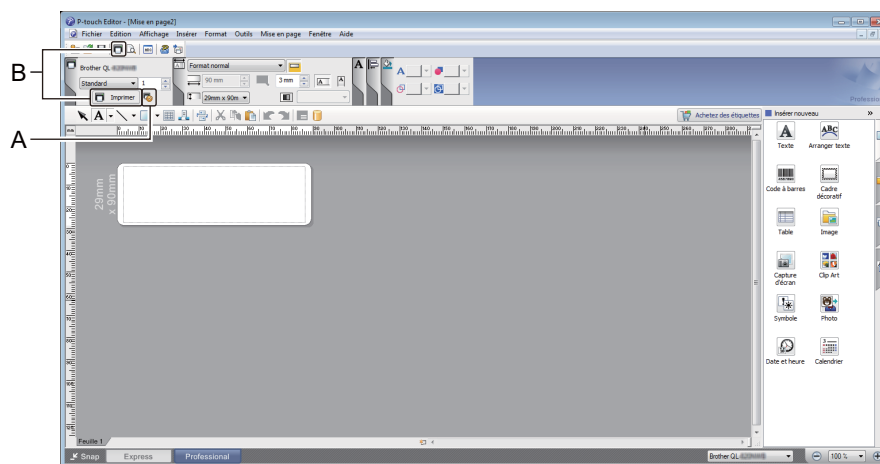 P-touch Editor - [Mise en page2]
Fichier Edition Affichage Insérer Format Outils Mise en page Fenêtre Aide
B
Brother QL
Format normal
Standard 1
90 mm 3 mm
Imprimer
29mm x 90m
Professio
A
Achetez des étiquettes
Insérer nouveau
Texte
Arranger texte
Code à barres
Cadre
décoratif
Table
Image
Capture
d'écran
Clip Art
Symbole
Photo
Date et heure
Calendrier
29mm
x 90mm
Feuille 1
Snap Express Professional
Brother QL
100 %